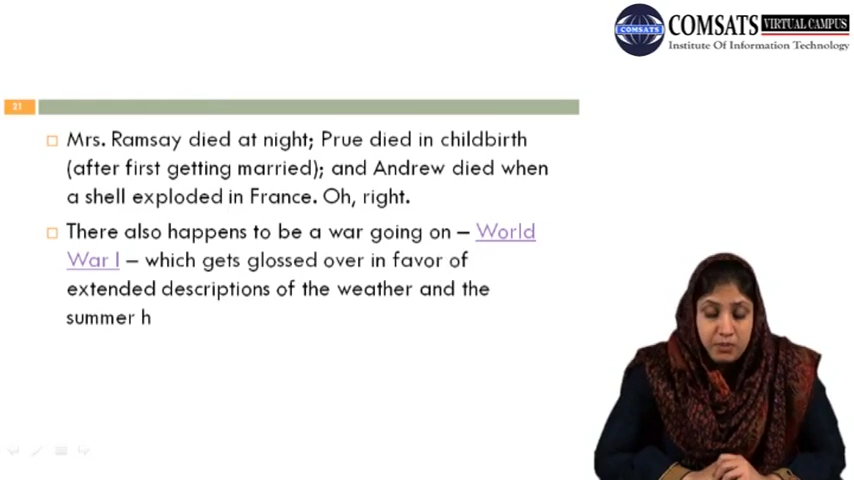 COMSATS VIRTUAL CAMPUS
COMSATS
Institute Of Information Technology
21
Mrs. Ramsay died at night; Prue died in childbirth
(after first getting married); and Andrew died when
a shell exploded in France. Oh, right.
There also happens to be a war going on – World
War I – which gets glossed over in favor of
extended descriptions of the weather and the
summer h